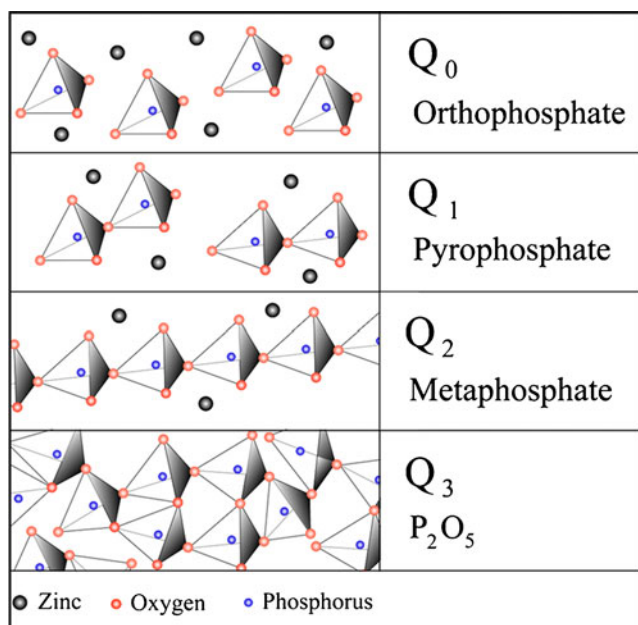 Q₀
Orthophosphate
Q₁
Pyrophosphate
Q₂
Metaphosphate
Q₃
P₂O₅
Zinc Oxygen Phosphorus